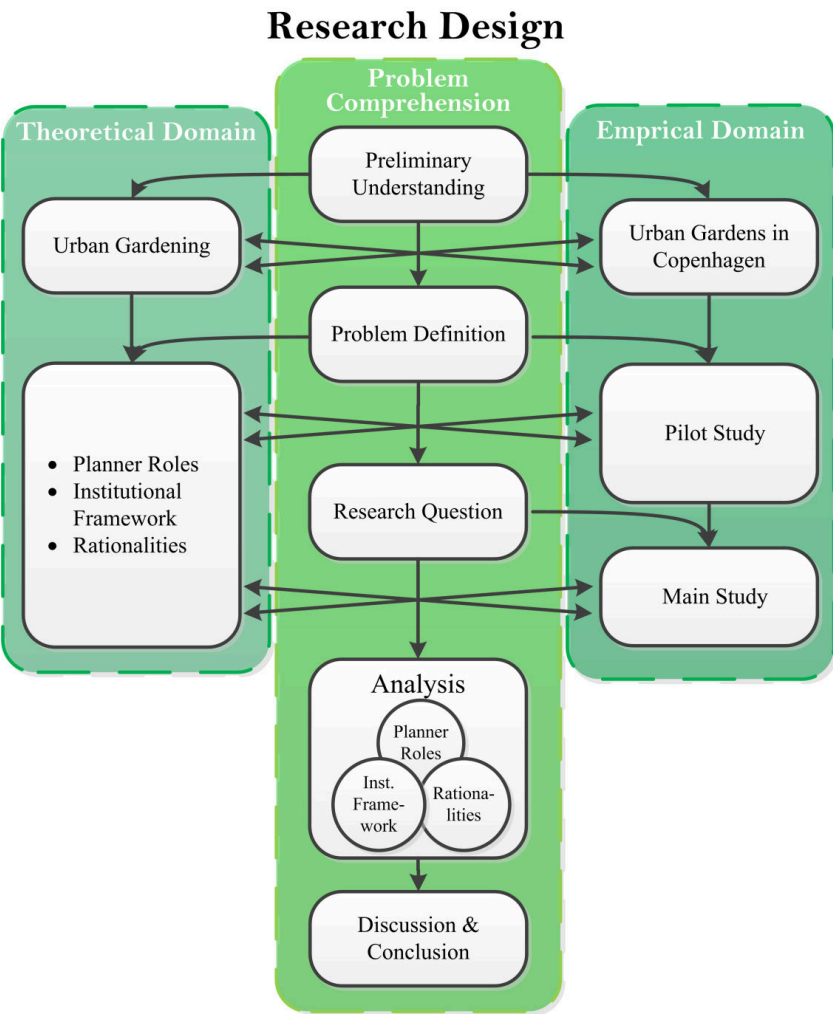 Research Design
Problem
Comprehension
Theoretical Domain
Emprical Domain
Preliminary
Understanding
Urban Gardening
Urban Gardens in
Copenhagen
Problem Definition
• Planner Roles
• Institutional
Framework
• Rationalities
Pilot Study
Research Question
Main Study
Analysis
Planner
Roles
Inst.
Frame-
work
Rationa-
lities
Discussion &
Conclusion